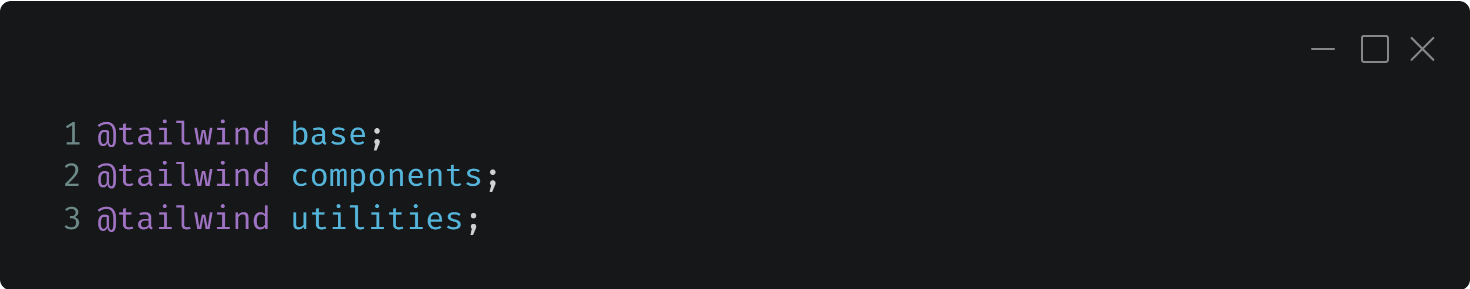 1 @tailwind base;
2 @tailwind components;
3 @tailwind utilities;